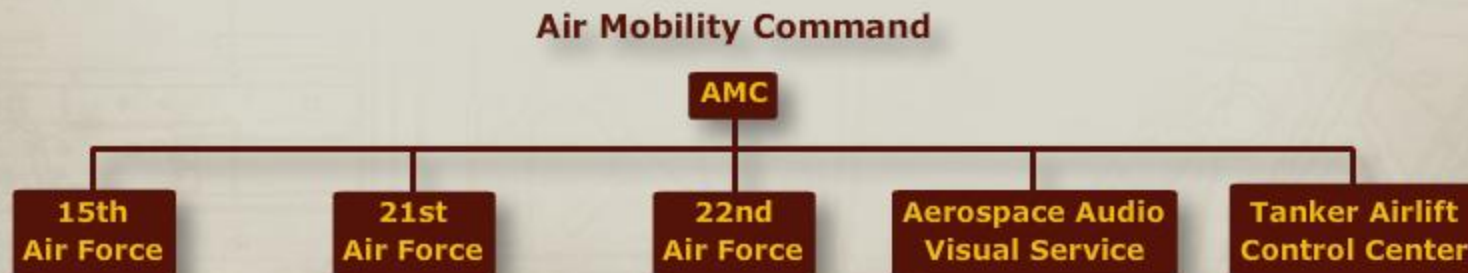 Air Mobility Command
AMC
15th
Air Force
21st
Air Force
22nd
Air Force
Aerospace Audio
Visual Service
Tanker Airlift
Control Center